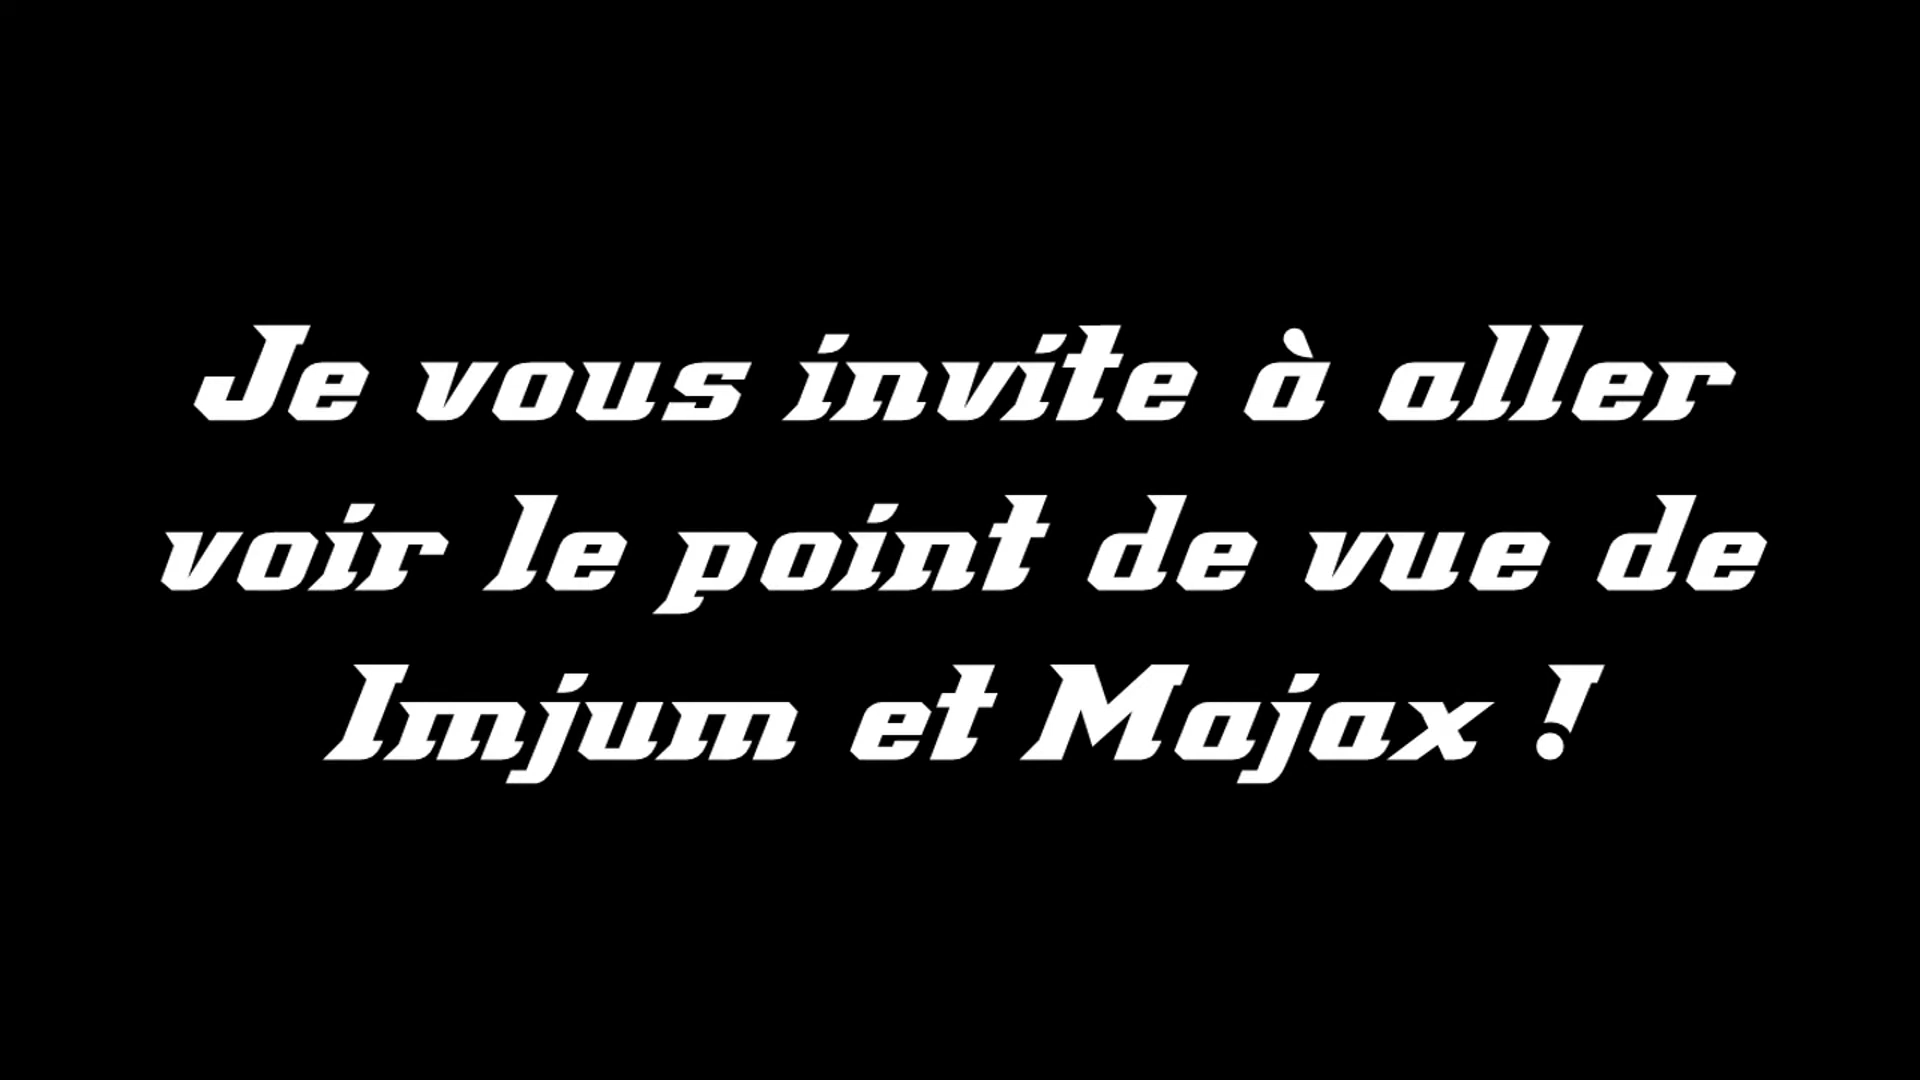 Je vous invite à aller
voir le point de vue de
Imjum et Majax !